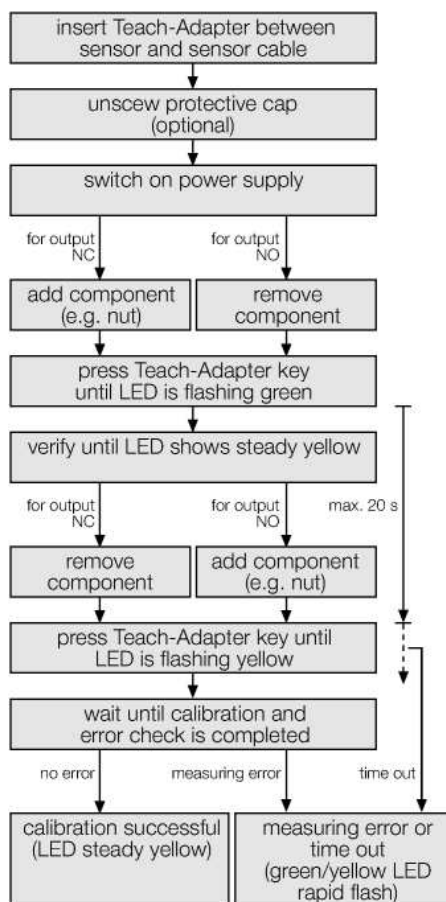 insert Teach-Adapter between
sensor and sensor cable
unscew protective cap
(optional)
switch on power supply
for output
NC
for output
NO
add component
(e.g. nut)
remove
component
press Teach-Adapter key
until LED is flashing green
verify until LED shows steady yellow
for output
NC
for output
NO
max. 20 s
remove
component
add component
(e.g. nut)
press Teach-Adapter key until
LED is flashing yellow
wait until calibration and
error check is completed
no error
measuring error
time out
calibration successful
(LED steady yellow)
measuring error or
time out
(green/yellow LED
rapid flash)